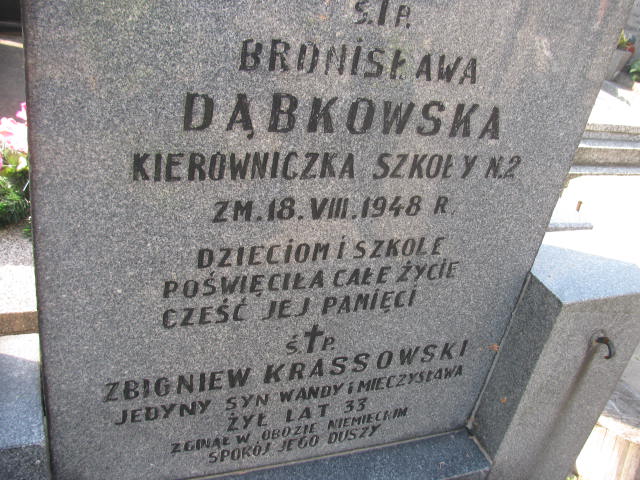 Ś.†P.
BRONISŁAWA
DĄBKOWSKA
KIEROWNICZKA SZKOŁY N.2
ZM. 18. VIII. 1948 R.
DZIECIOM I SZKOLE
POŚWIĘCIŁA CAŁE ŻYCIE
CZEŚĆ JEJ PAMIĘCI
Ś.†P.
ZBIGNIEW KRASSOWSKI
JEDYNY SYN WANDY I MIECZYSŁAWA
ŻYŁ LAT 33
ZGINĄŁ W OBOZIE NIEMIECKIM
SPOKÓJ JEGO DUSZY